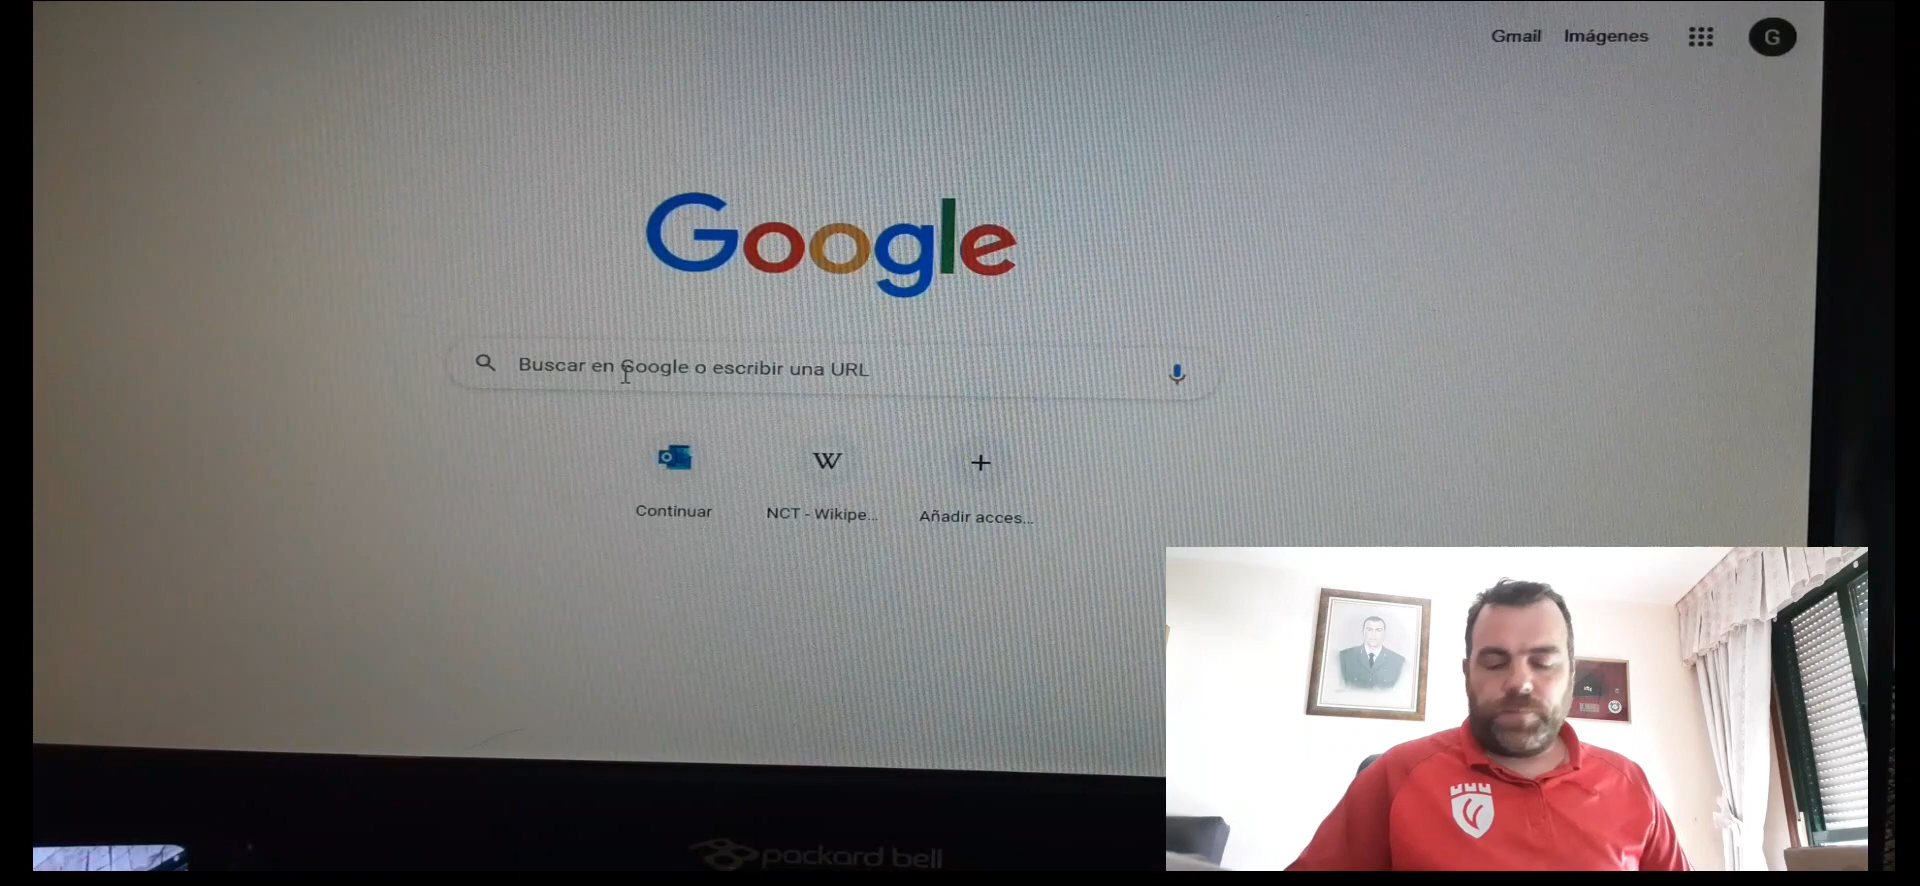 Gmail Imágenes G
Google
Buscar en Google o escribir una URL
Continuar NCT - Wikipe... Añadir acces...
packard bell